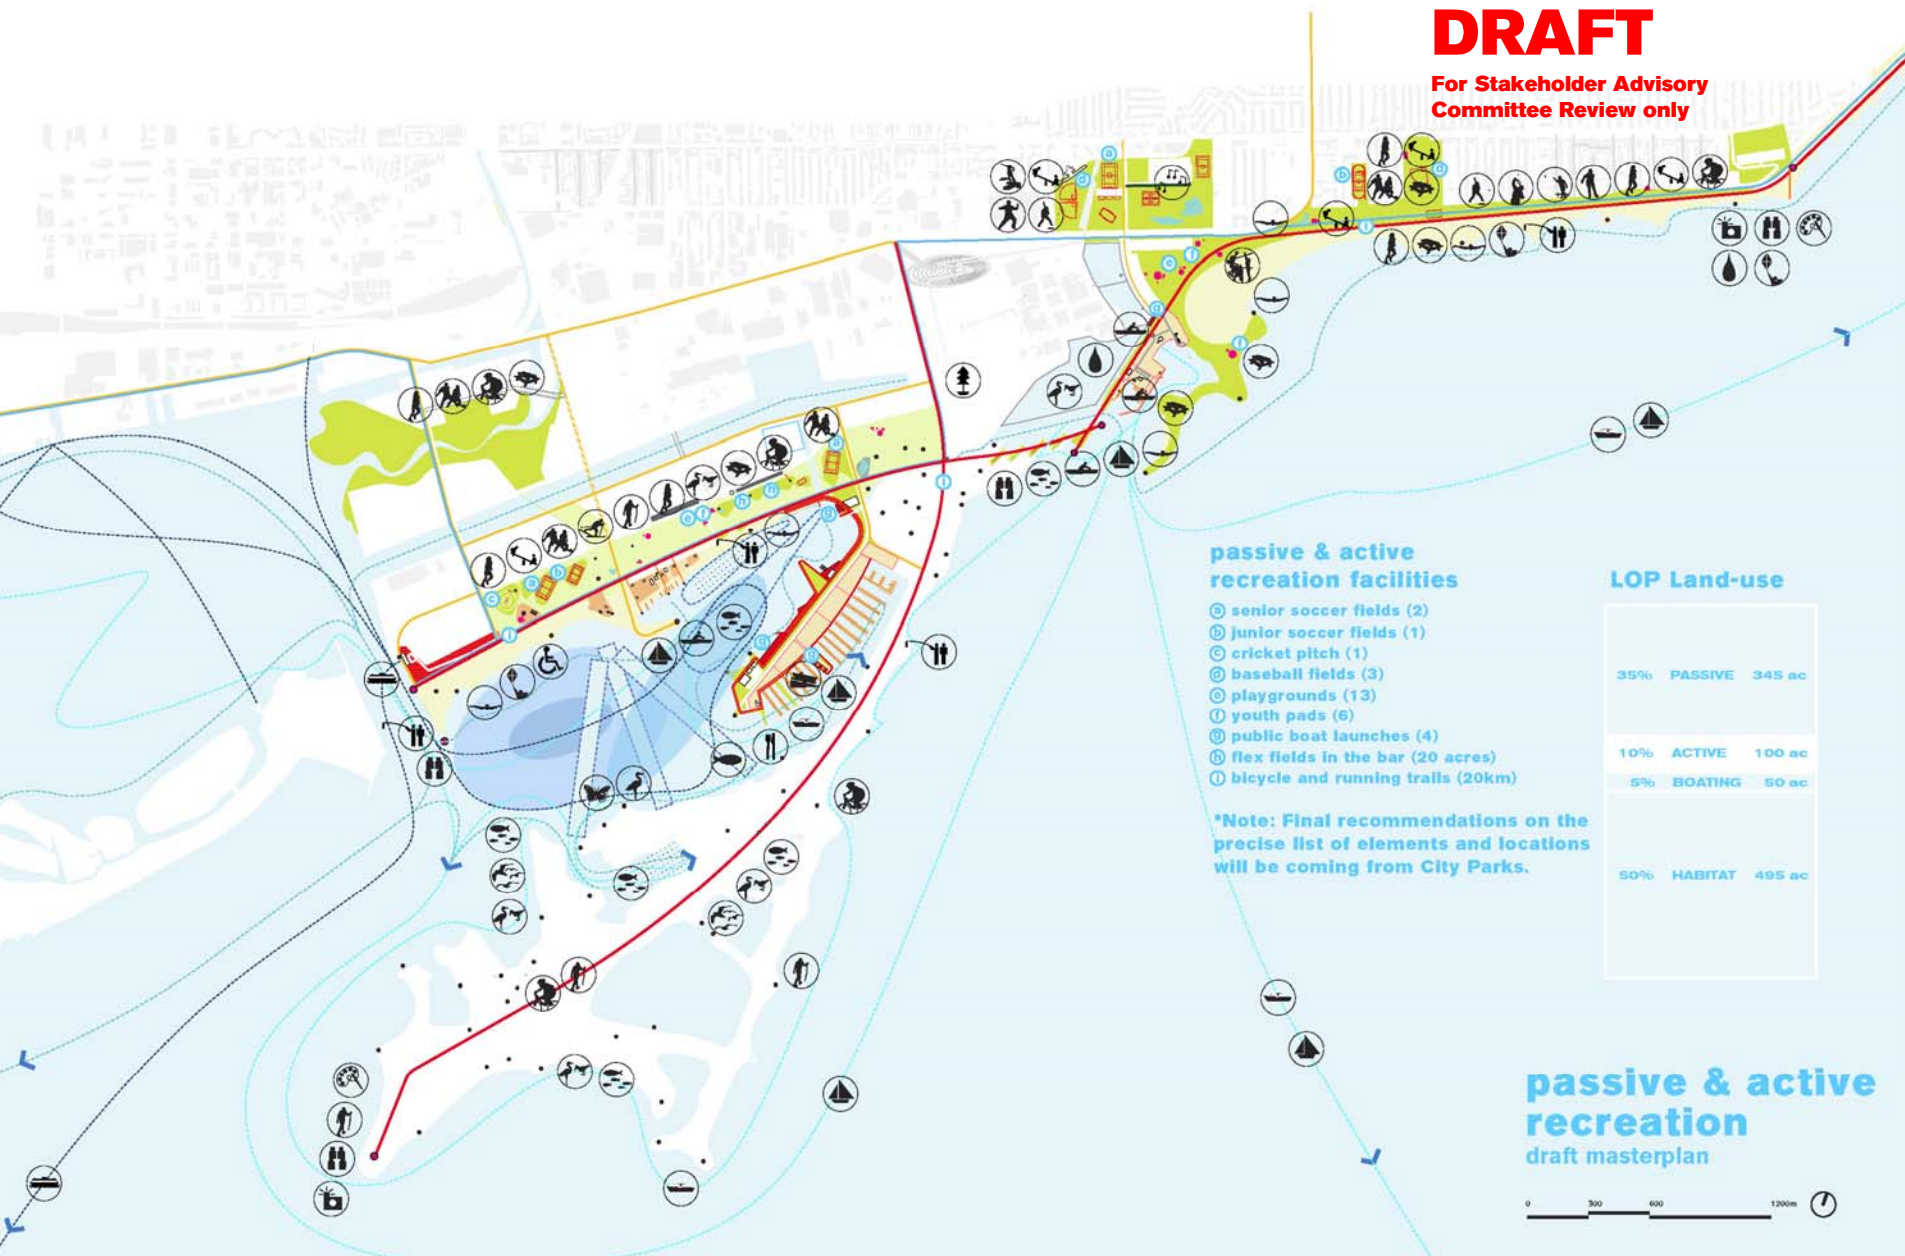 DRAFT
For Stakeholder Advisory
Committee Review only
passive & active
recreation facilities
a senior soccer fields (2)
b junior soccer fields (1)
c cricket pitch (1)
d baseball fields (3)
e playgrounds (13)
f youth pads (6)
g public boat launches (4)
h flex fields in the bar (20 acres)
i bicycle and running trails (20km)
*Note: Final recommendations on the
precise list of elements and locations
will be coming from City Parks.
LOP Land-use
35% PASSIVE 345 ac
10% ACTIVE 100 ac
5% BOATING 50 ac
50% HABITAT 495 ac
passive & active
recreation
draft masterplan
0 300 600 1200m